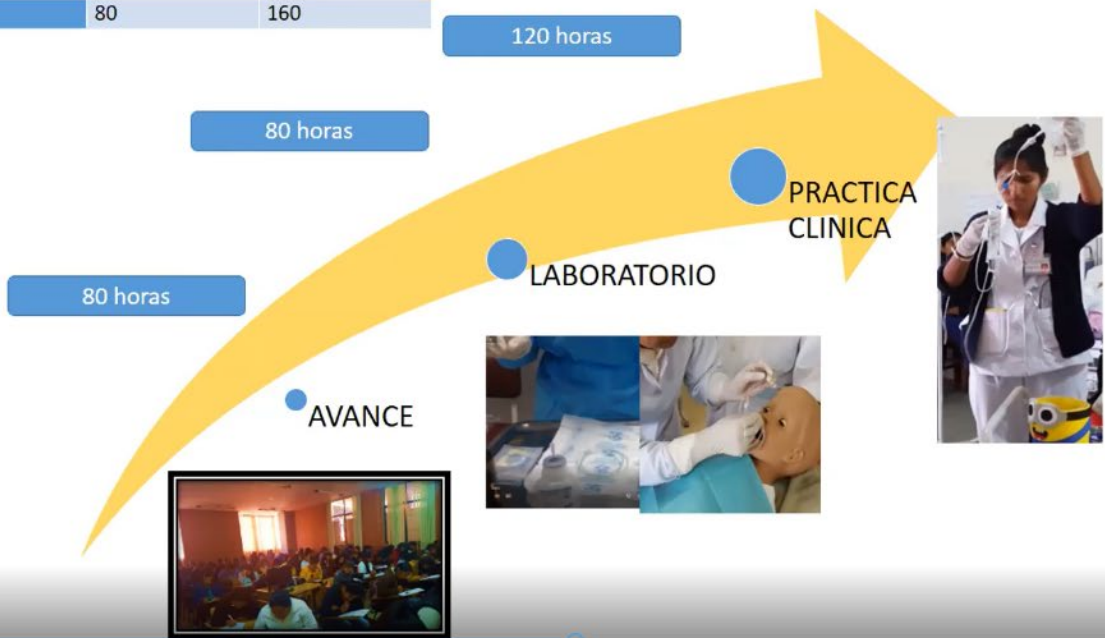 80 160
120 horas
80 horas
PRACTICA
CLINICA
LABORATORIO
80 horas
AVANCE